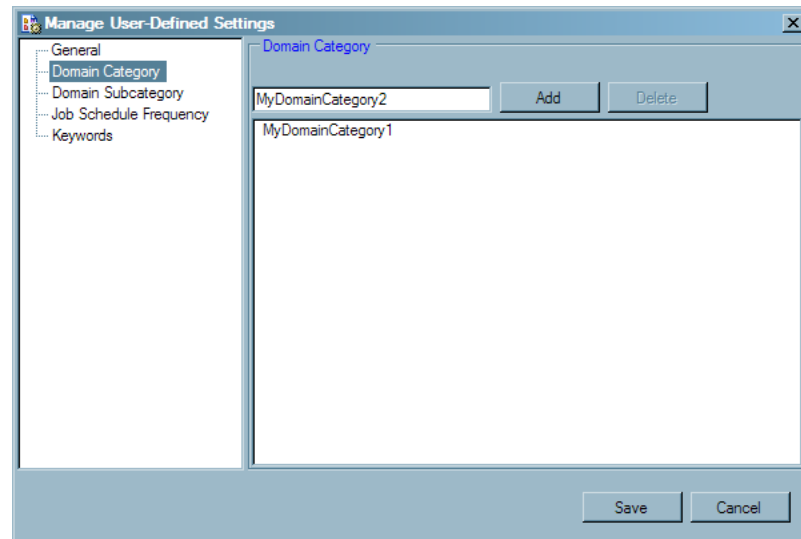 Manage User-Defined Settings
General
Domain Category
Domain Subcategory
Job Schedule Frequency
Keywords
Domain Category
MyDomainCategory2 Add Delete
MyDomainCategory1
Save Cancel